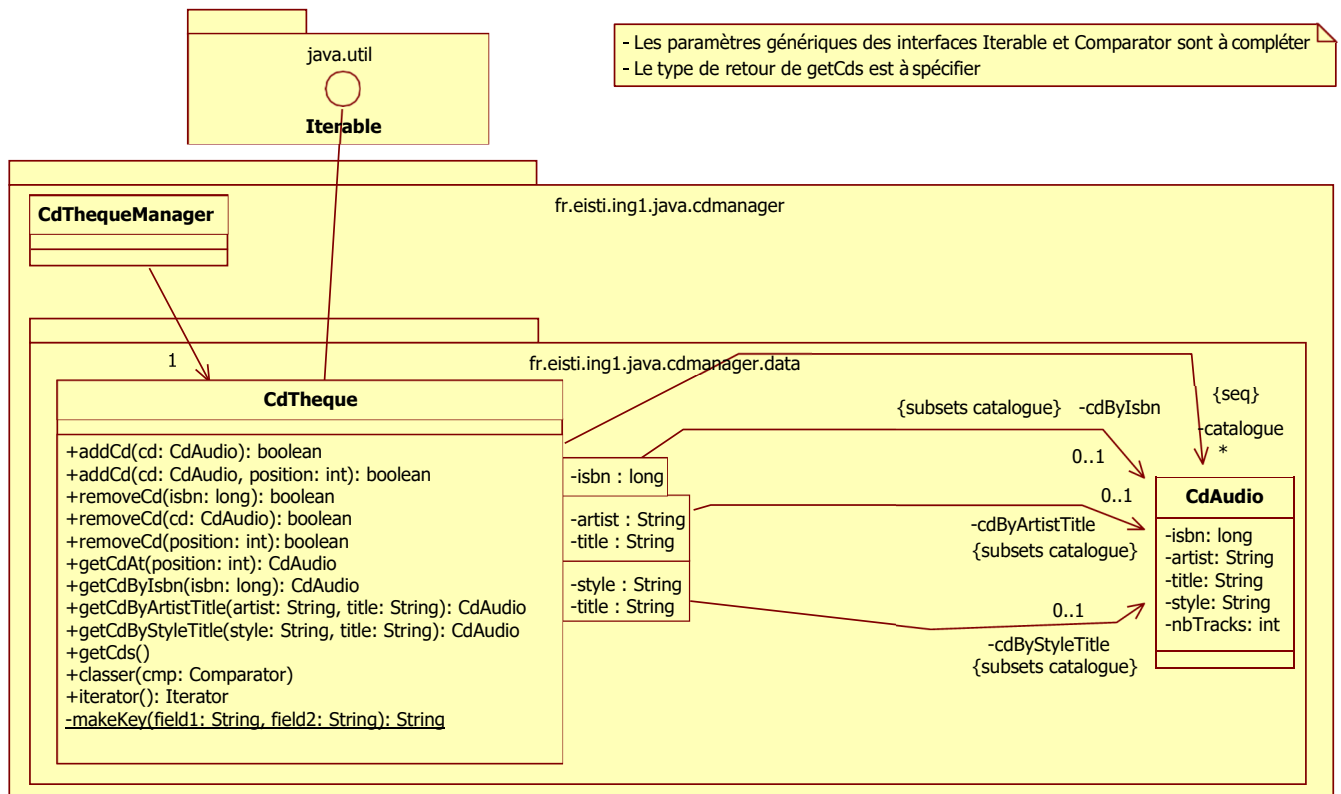 java.util
Iterable
- Les paramètres génériques des interfaces Iterable et Comparator sont à compléter
- Le type de retour de getCds est à spécifier
fr.eisti.ing1.java.cdmanager
CdThequeManager
1
fr.eisti.ing1.java.cdmanager.data
CdTheque
+addCd(cd: CdAudio): boolean
+addCd(cd: CdAudio, position: int): boolean
+removeCd(isbn: long): boolean
+removeCd(cd: CdAudio): boolean
+removeCd(position: int): boolean
+getCdAt(position: int): CdAudio
+getCdByIsbn(isbn: long): CdAudio
+getCdByArtistTitle(artist: String, title: String): CdAudio
+getCdByStyleTitle(style: String, title: String): CdAudio
+getCds()
+classer(cmp: Comparator)
+iterator(): Iterator
-makeKey(field1: String, field2: String): String
-isbn : long
-artist : String
-title : String
-style : String
-title : String
{subsets catalogue} -cdByIsbn
0..1
{seq}
-catalogue
*
0..1
-cdByArtistTitle
{subsets catalogue}
0..1
-cdByStyleTitle
{subsets catalogue}
CdAudio
-isbn: long
-artist: String
-title: String
-style: String
-nbTracks: int